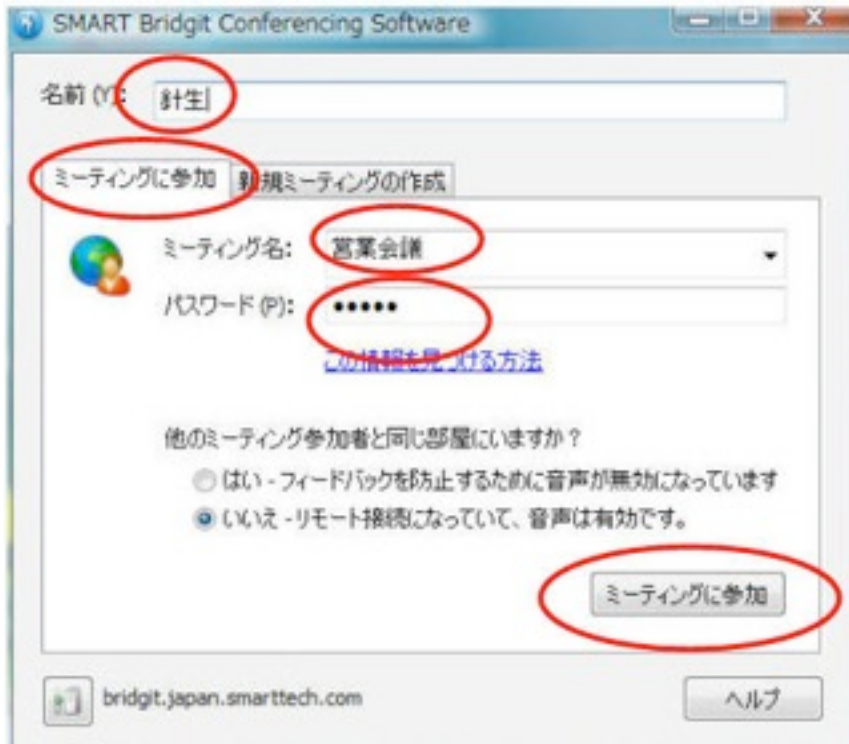 SMART Bridgit Conferencing Software
名前 (Y): 針生
ミーティングに参加 新規ミーティングの作成
ミーティング名: 営業会議
パスワード (P): •••••
この情報を見つける方法
他のミーティング参加者と同じ部屋にいますか？
はい - フィードバックを防止するために音声が無効になっています
いいえ - リモート接続になっていて、音声は有効です。
ミーティングに参加
bridgit.japan.smarttech.com ヘルプ